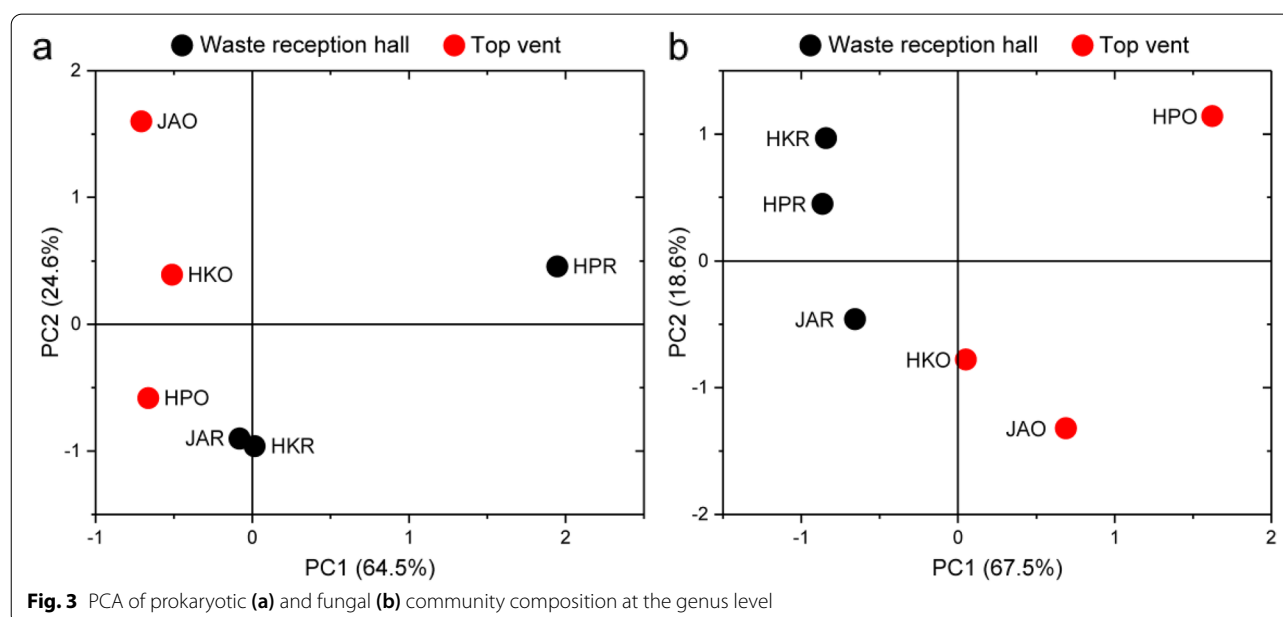 a
Waste reception hall
Top vent
2
1
0
-1
PC2 (24.6%)
JAO
HKO
HPO
JAR
HKR
HPR
-1
0
1
2
PC1 (64.5%)
b
Waste reception hall
Top vent
1
0
-1
-2
PC2 (18.6%)
HPO
HKR
HPR
JAR
HKO
JAO
-1
0
1
2
PC1 (67.5%)
Fig. 3 PCA of prokaryotic (a) and fungal (b) community composition at the genus level